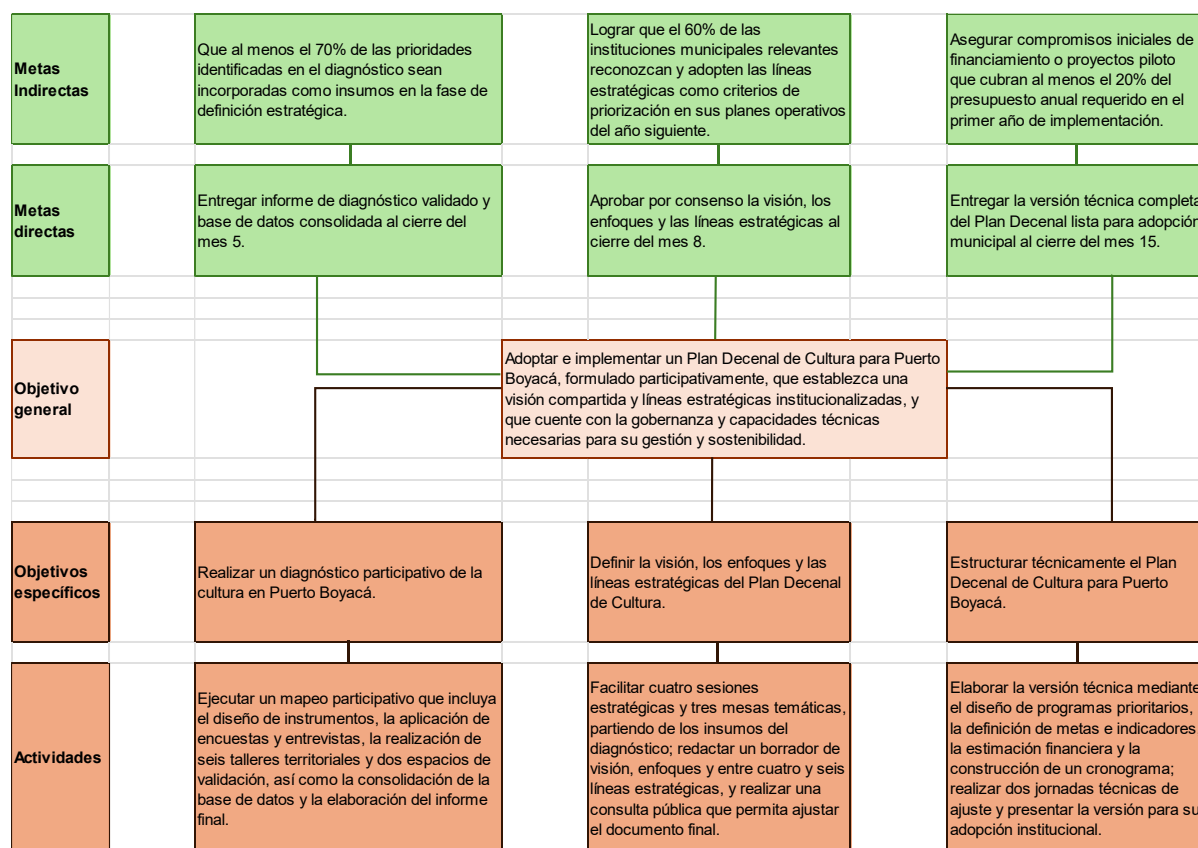 Metas
Indirectas
Que al menos el 70% de las prioridades
identificadas en el diagnóstico sean
incorporadas como insumos en la fase de
definición estratégica.
Lograr que el 60% de las
instituciones municipales relevantes
reconozcan y adopten las líneas
estratégicas como criterios de
priorización en sus planes operativos
del año siguiente.
Asegurar compromisos iniciales de
financiamiento o proyectos piloto
que cubran al menos el 20% del
presupuesto anual requerido en el
primer año de implementación.
Metas
directas
Entregar informe de diagnóstico validado y
base de datos consolidada al cierre del
mes 5.
Aprobar por consenso la visión, los
enfoques y las líneas estratégicas al
cierre del mes 8.
Entregar la versión técnica completa
del Plan Decenal lista para adopción
municipal al cierre del mes 15.
Objetivo
general
Adoptar e implementar un Plan Decenal de Cultura para Puerto
Boyacá, formulado participativamente, que establezca una
visión compartida y líneas estratégicas institucionalizadas, y
que cuente con la gobernanza y capacidades técnicas
necesarias para su gestión y sostenibilidad.
Objetivos
específicos
Realizar un diagnóstico participativo de la
cultura en Puerto Boyacá.
Definir la visión, los enfoques y las
líneas estratégicas del Plan Decenal
de Cultura.
Estructurar técnicamente el Plan
Decenal de Cultura para Puerto
Boyacá.
Actividades
Ejecutar un mapeo participativo que incluya
el diseño de instrumentos, la aplicación de
encuestas y entrevistas, la realización de
seis talleres territoriales y dos espacios de
validación, así como la consolidación de la
base de datos y la elaboración del informe
final.
Facilitar cuatro sesiones
estratégicas y tres mesas temáticas,
partiendo de los insumos del
diagnóstico; redactar un borrador de
visión, enfoques y entre cuatro y seis
líneas estratégicas, y realizar una
consulta pública que permita ajustar
el documento final.
Elaborar la versión técnica mediante
el diseño de programas prioritarios,
la definición de metas e indicadores
la estimación financiera y la
construcción de un cronograma;
realizar dos jornadas técnicas de
ajuste y presentar la versión para su
adopción institucional.